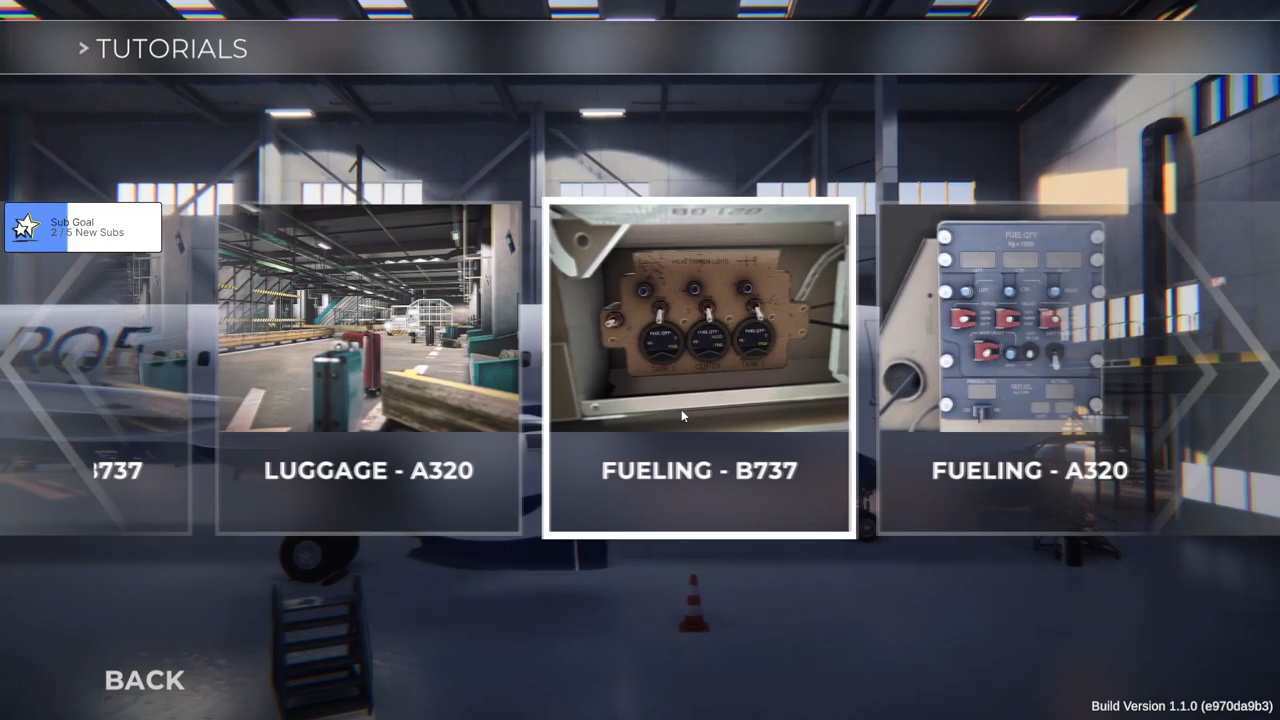 > TUTORIALS
Sub Goal
2 / 5 New Subs
B737
LUGGAGE - A320
FUELING - B737
FUELING - A320
FUEL QTY
BACK
Build Version 1.1.0 (e970da9b3)